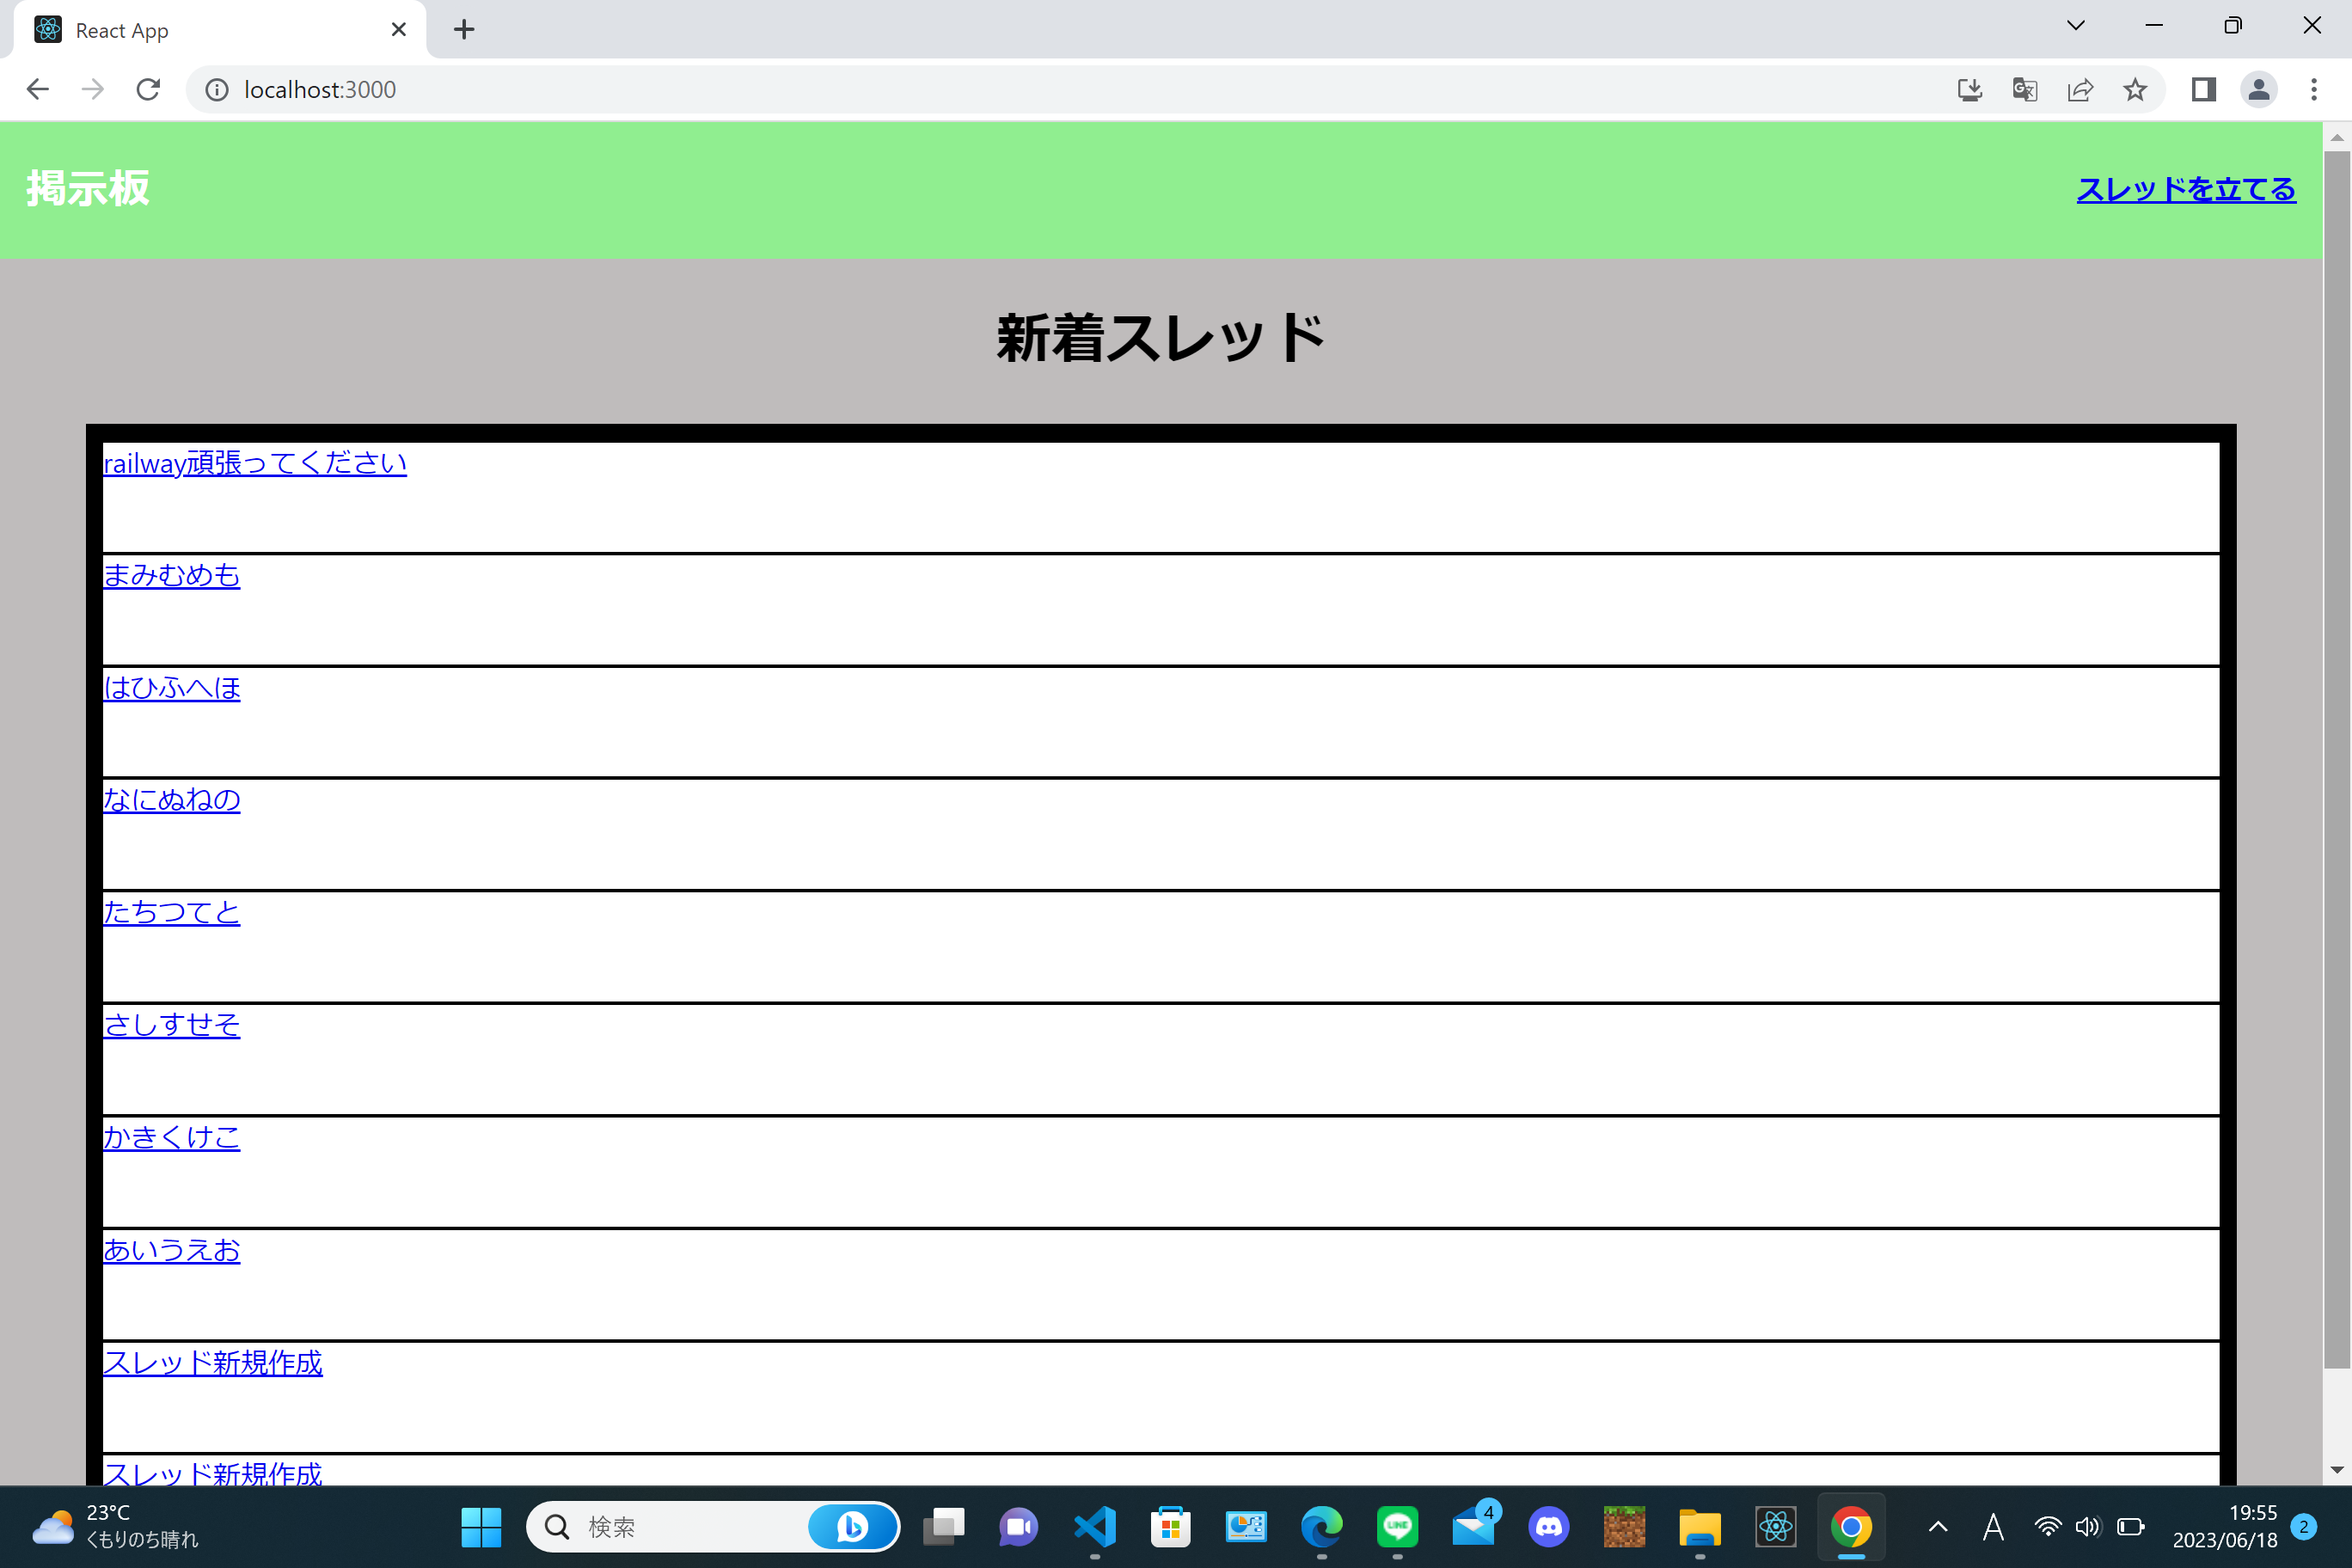 React App
localhost:3000
掲示板
スレッドを立てる
新着スレッド
railway頑張ってください
まみむめも
はひふへほ
なにぬねの
たちつてと
さしすせそ
かきくけこ
あいうえお
スレッド新規作成
スレッド新規作成
23°C
くもりのち晴れ
検索
LINE
4
A
19:55
2023/06/18
2